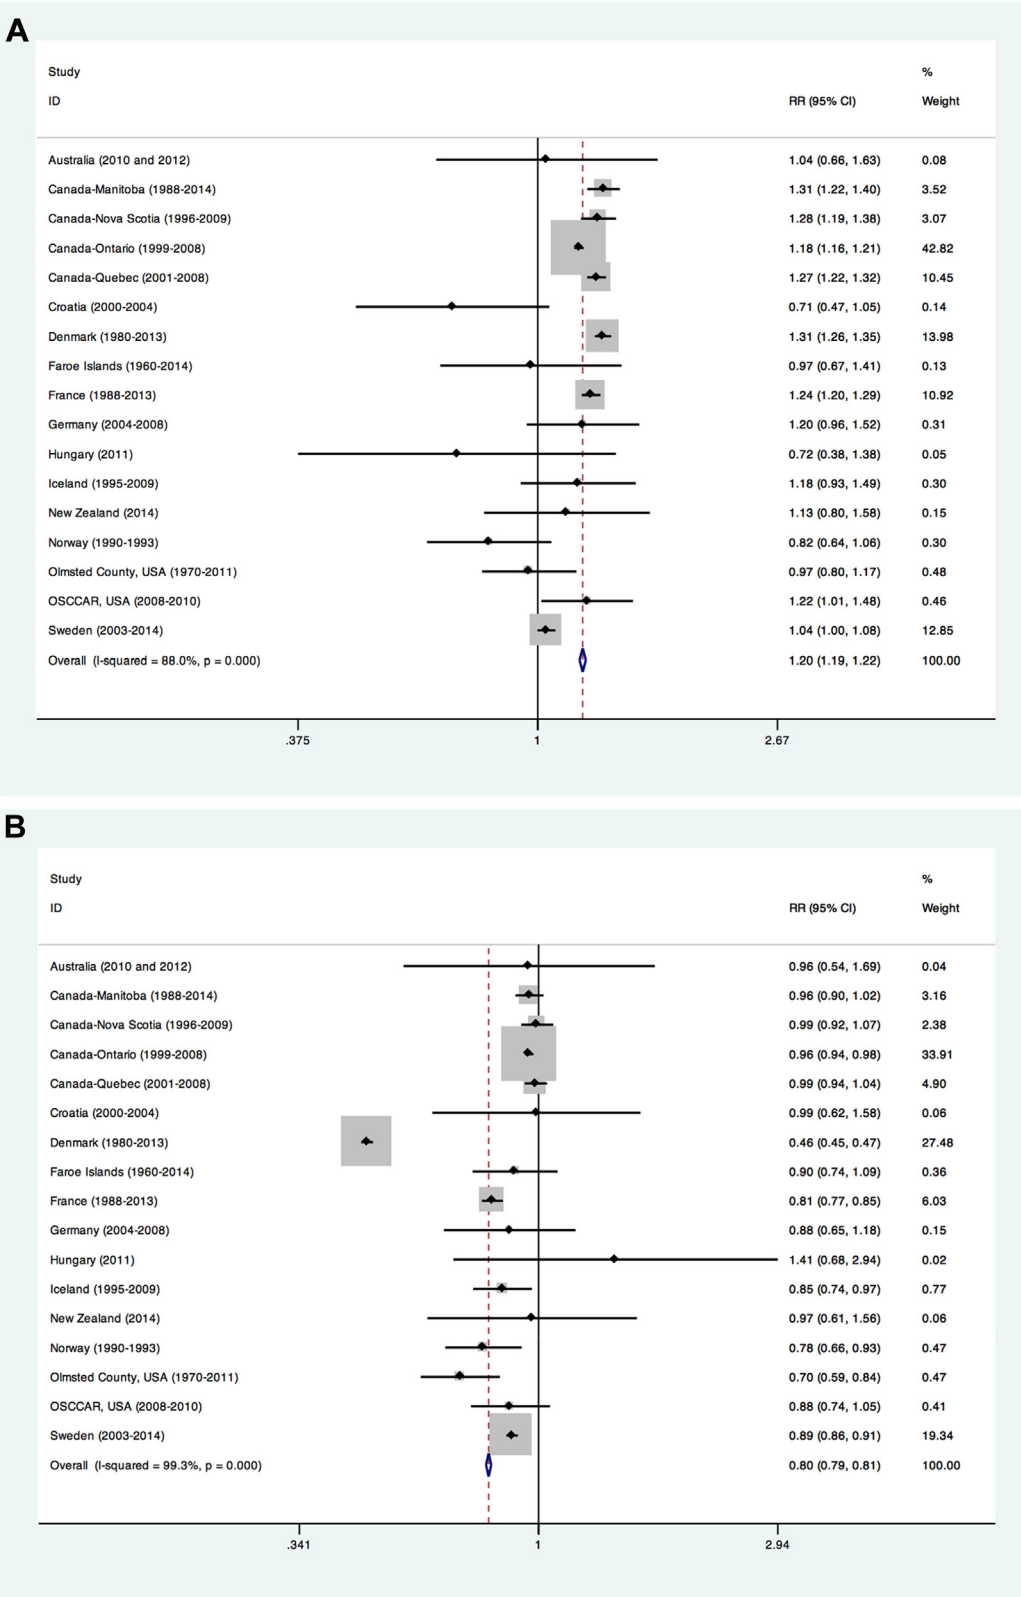 A
Study %
ID RR (95% CI) Weight
Australia (2010 and 2012) 1.04 (0.66, 1.63) 0.08
Canada-Manitoba (1988-2014) 1.31 (1.22, 1.40) 3.52
Canada-Nova Scotia (1996-2009) 1.28 (1.19, 1.38) 3.07
Canada-Ontario (1999-2008) 1.18 (1.16, 1.21) 42.82
Canada-Quebec (2001-2008) 1.27 (1.22, 1.32) 10.45
Croatia (2000-2004) 0.71 (0.47, 1.05) 0.14
Denmark (1980-2013) 1.31 (1.26, 1.35) 13.98
Faroe Islands (1960-2014) 0.97 (0.67, 1.41) 0.13
France (1988-2013) 1.24 (1.20, 1.29) 10.92
Germany (2004-2008) 1.20 (0.96, 1.52) 0.31
Hungary (2011) 0.72 (0.38, 1.38) 0.05
Iceland (1995-2009) 1.18 (0.93, 1.49) 0.30
New Zealand (2014) 1.13 (0.80, 1.58) 0.15
Norway (1990-1993) 0.82 (0.64, 1.06) 0.30
Olmsted County, USA (1970-2011) 0.97 (0.80, 1.17) 0.48
OSCCAR, USA (2008-2010) 1.22 (1.01, 1.48) 0.46
Sweden (2003-2014) 1.04 (1.00, 1.08) 12.85
Overall (I-squared = 88.0%, p = 0.000) 1.20 (1.19, 1.22) 100.00
.375 1 2.67
B
Study %
ID RR (95% CI) Weight
Australia (2010 and 2012) 0.96 (0.54, 1.69) 0.04
Canada-Manitoba (1988-2014) 0.96 (0.90, 1.02) 3.16
Canada-Nova Scotia (1996-2009) 0.99 (0.92, 1.07) 2.38
Canada-Ontario (1999-2008) 0.96 (0.94, 0.98) 33.91
Canada-Quebec (2001-2008) 0.99 (0.94, 1.04) 4.90
Croatia (2000-2004) 0.99 (0.62, 1.58) 0.06
Denmark (1980-2013) 0.46 (0.45, 0.47) 27.48
Faroe Islands (1960-2014) 0.90 (0.74, 1.09) 0.36
France (1988-2013) 0.81 (0.77, 0.85) 6.03
Germany (2004-2008) 0.88 (0.65, 1.18) 0.15
Hungary (2011) 1.41 (0.68, 2.94) 0.02
Iceland (1995-2009) 0.85 (0.74, 0.97) 0.77
New Zealand (2014) 0.97 (0.61, 1.56) 0.06
Norway (1990-1993) 0.78 (0.66, 0.93) 0.47
Olmsted County, USA (1970-2011) 0.70 (0.59, 0.84) 0.47
OSCCAR, USA (2008-2010) 0.88 (0.74, 1.05) 0.41
Sweden (2003-2014) 0.89 (0.86, 0.91) 19.34
Overall (I-squared = 99.3%, p = 0.000) 0.80 (0.79, 0.81) 100.00
.341 1 2.94